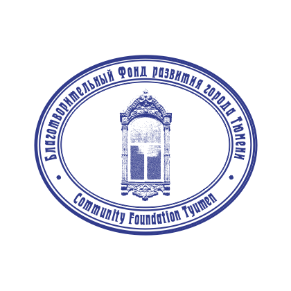 Благотворительный Фонд развития города Тюмени
Community Foundation Tyumen